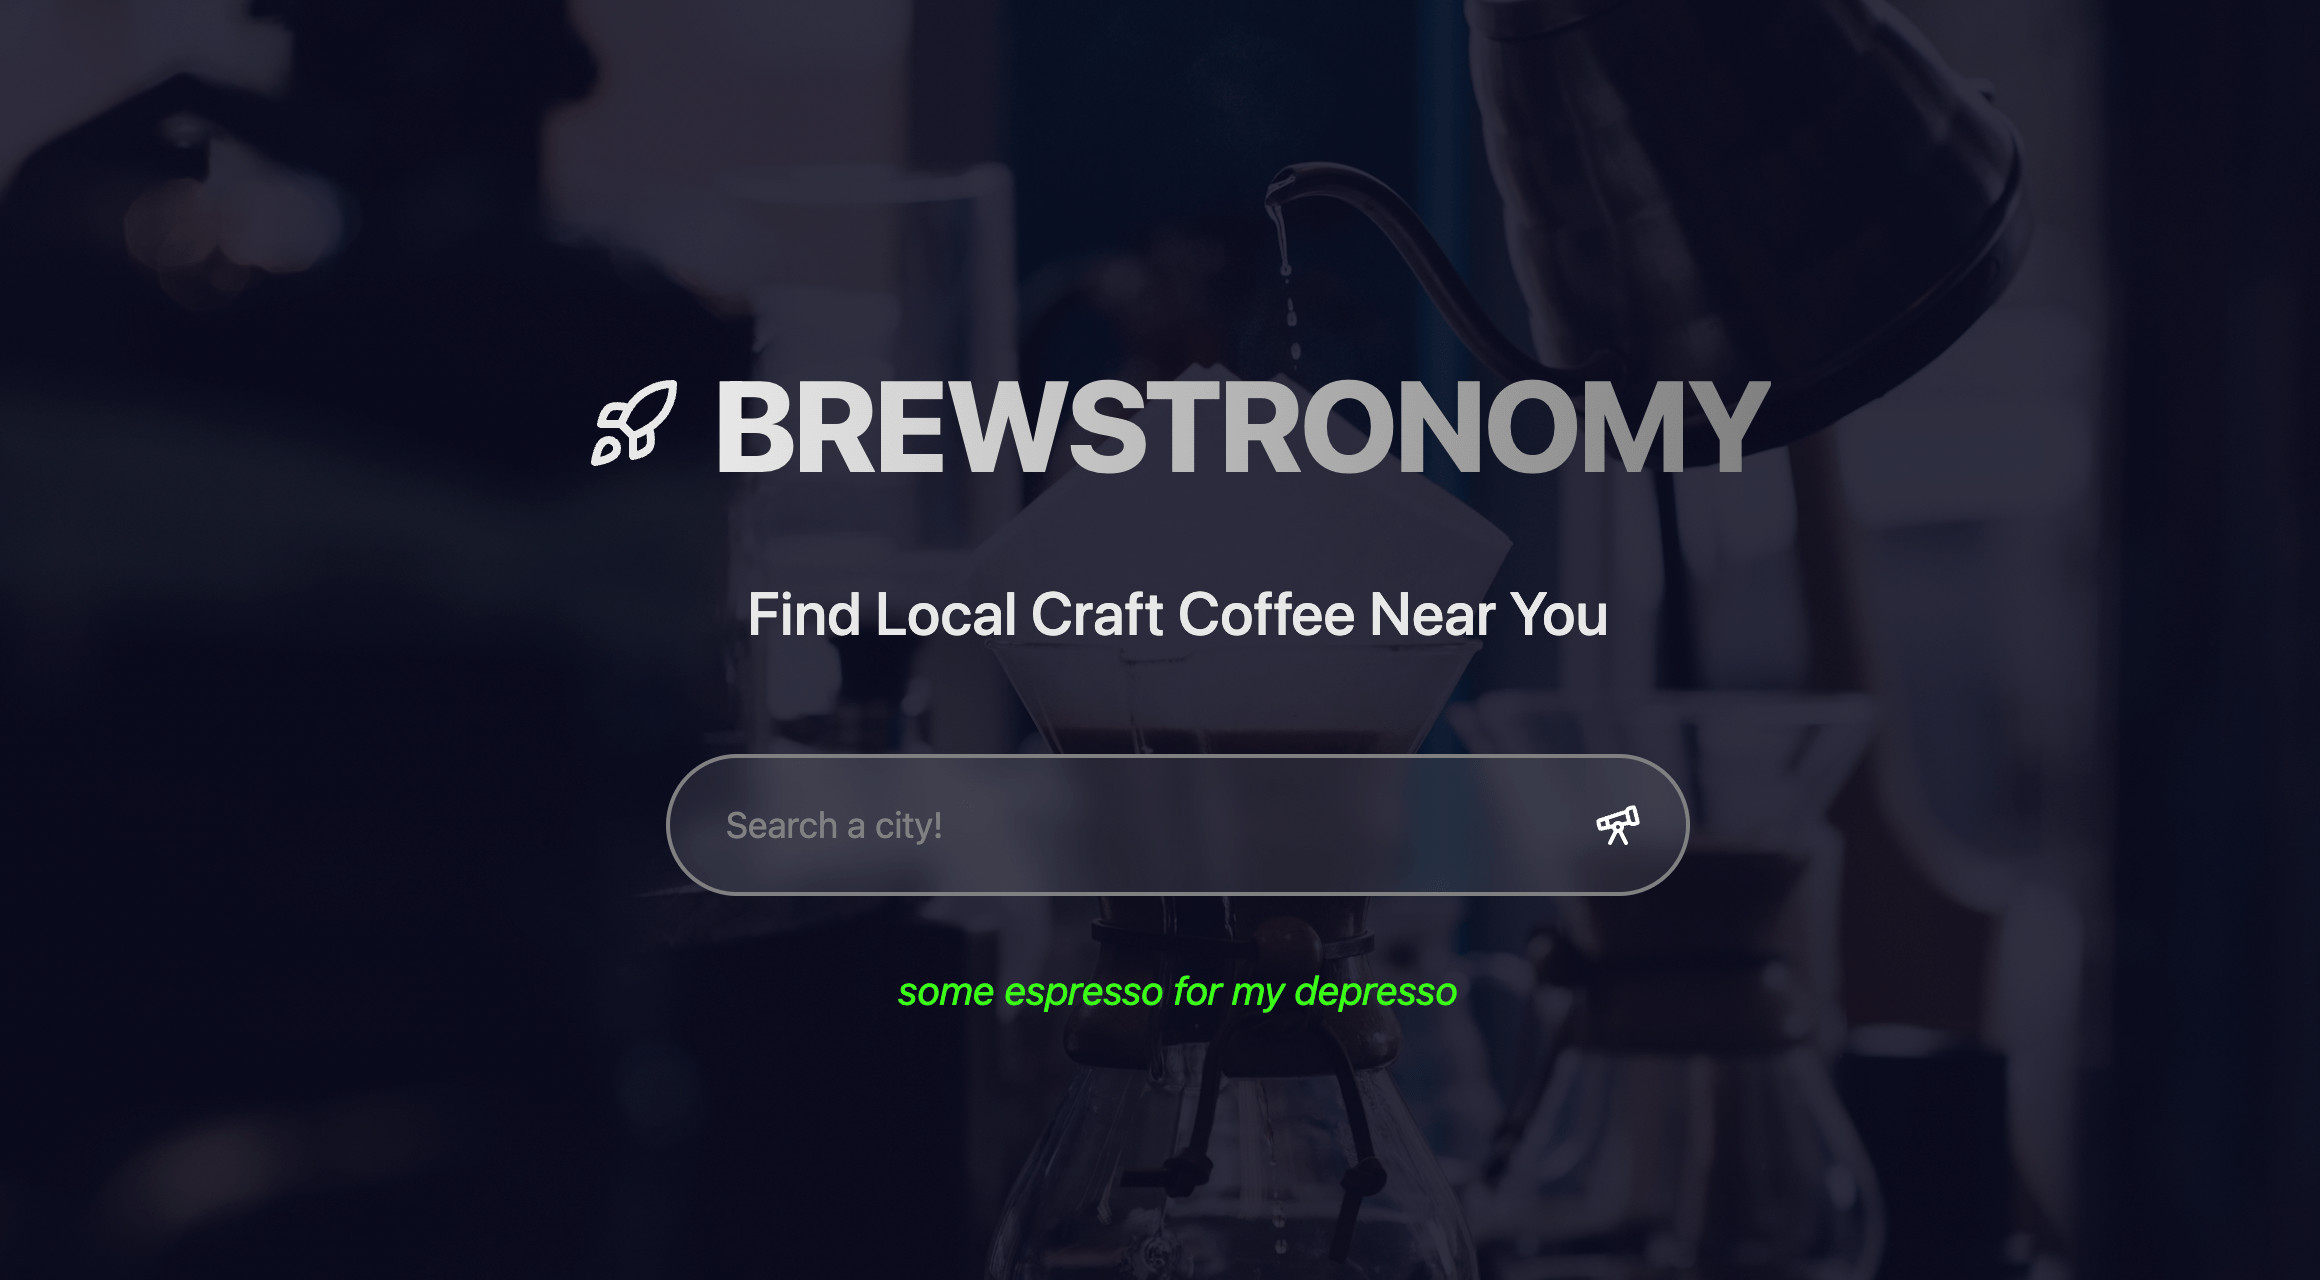 BREWSTRONOMY
Find Local Craft Coffee Near You
Search a city!
some espresso for my depresso